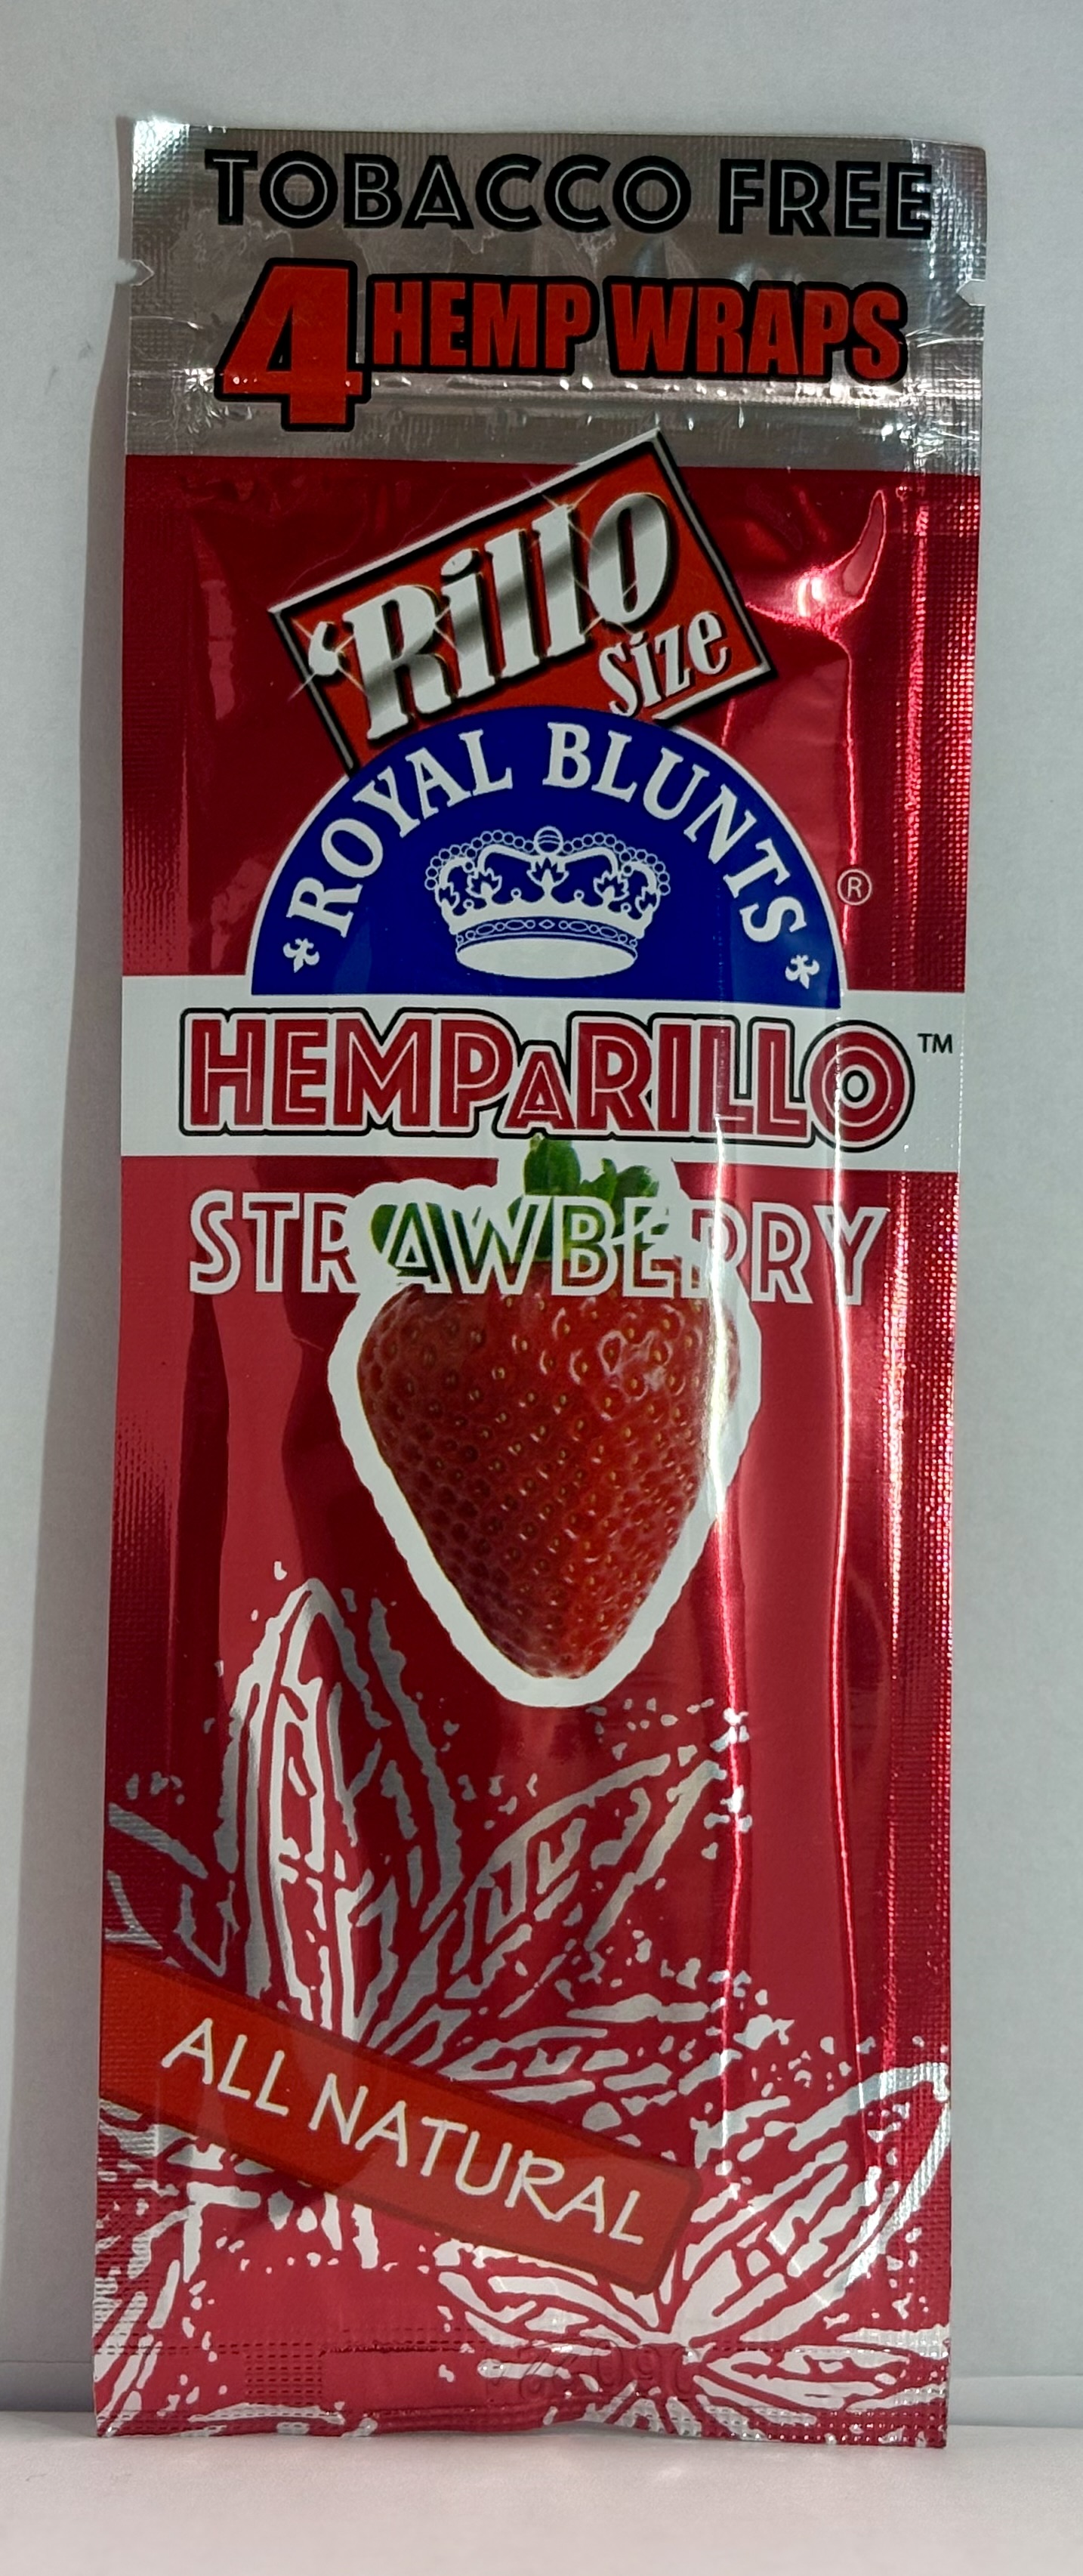 TOBACCO FREE
4 HEMP WRAPS
‘Rillo
size
ROYAL BLUNTS
®
HEMPARILLO™
STRAWBERRY
ALL NATURAL